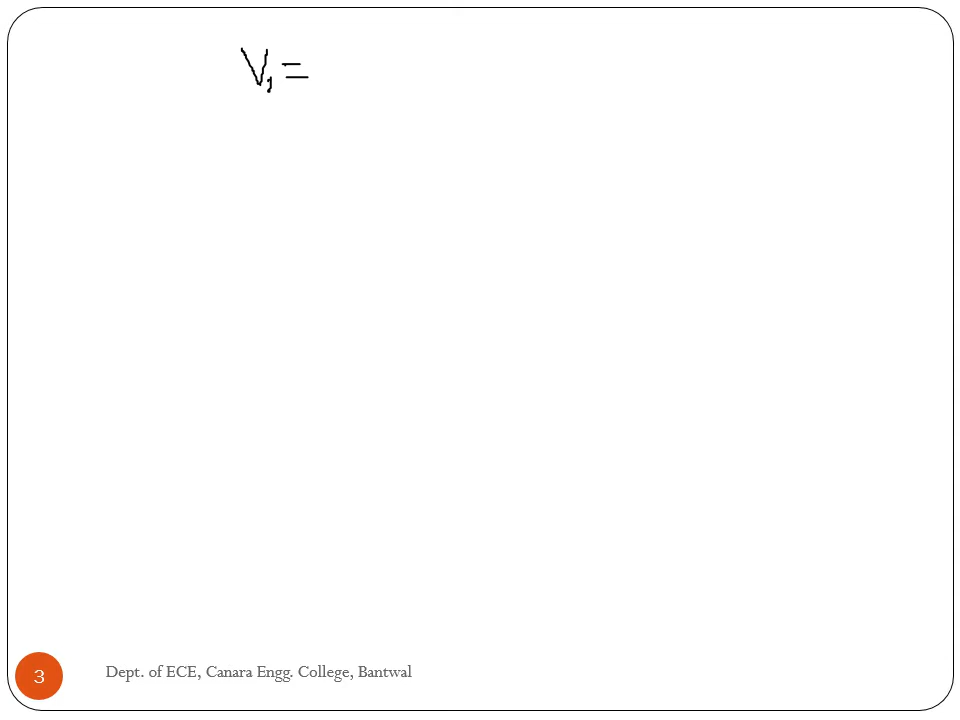 V₁ =
3
Dept. of ECE, Canara Engg. College, Bantwal